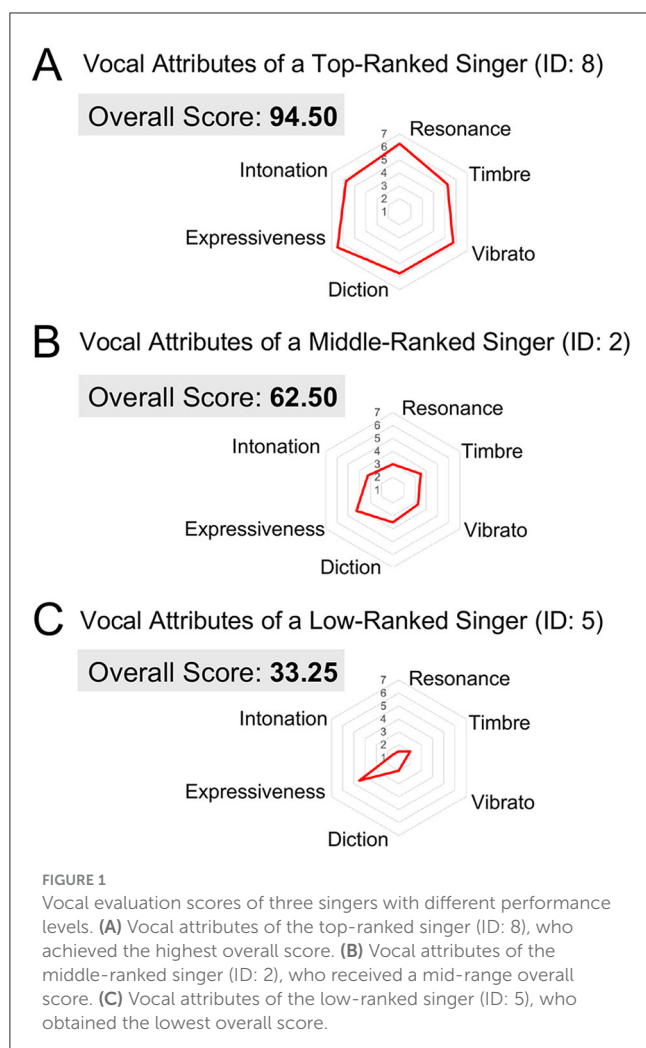 A Vocal Attributes of a Top-Ranked Singer (ID: 8)
Overall Score: 94.50
Resonance
Timbre
Vibrato
Diction
Expressiveness
Intonation
7
6
5
4
3
2
1
B Vocal Attributes of a Middle-Ranked Singer (ID: 2)
Overall Score: 62.50
Resonance
Timbre
Vibrato
Diction
Expressiveness
Intonation
7
6
5
4
3
2
1
C Vocal Attributes of a Low-Ranked Singer (ID: 5)
Overall Score: 33.25
Resonance
Timbre
Vibrato
Diction
Expressiveness
Intonation
7
6
5
4
3
2
1
FIGURE 1
Vocal evaluation scores of three singers with different performance
levels. (A) Vocal attributes of the top-ranked singer (ID: 8), who
achieved the highest overall score. (B) Vocal attributes of the
middle-ranked singer (ID: 2), who received a mid-range overall
score. (C) Vocal attributes of the low-ranked singer (ID: 5), who
obtained the lowest overall score.